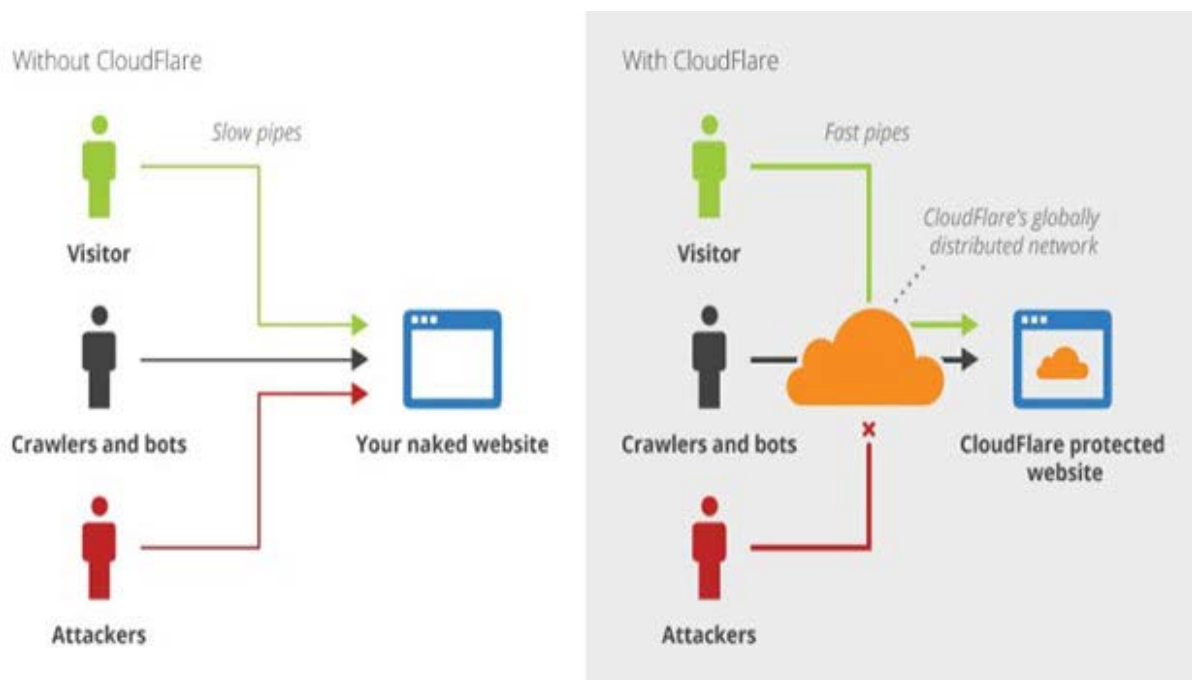 Without CloudFlare
Slow pipes
Visitor
Crawlers and bots
Your naked website
Attackers
With CloudFlare
Fast pipes
CloudFlare's globally
distributed network
Visitor
Crawlers and bots
CloudFlare protected
website
Attackers